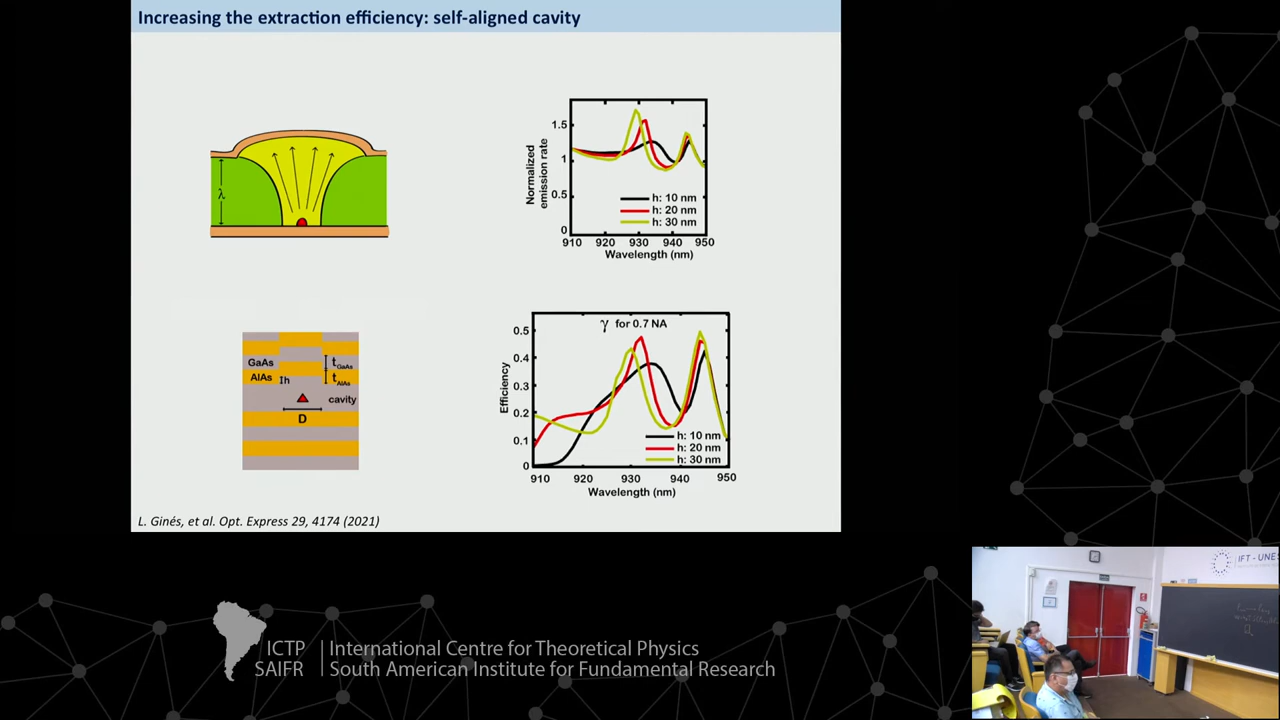 Increasing the extraction efficiency: self-aligned cavity
λ
Normalized
emission rate
1.5
1
0.5
0
h: 10 nm
h: 20 nm
h: 30 nm
910 920 930 940 950
Wavelength (nm)
GaAs
AlAs
h
t GaAs
t AlAs
cavity
D
γ for 0.7 NA
Efficiency
0.5
0.4
0.3
0.2
0.1
0
h: 10 nm
h: 20 nm
h: 30 nm
910 920 930 940 950
Wavelength (nm)
L. Ginés, et al. Opt. Express 29, 4174 (2021)
IFT - UNES
ICTP
SAIFR
International Centre for Theoretical Physics
South American Institute for Fundamental Research